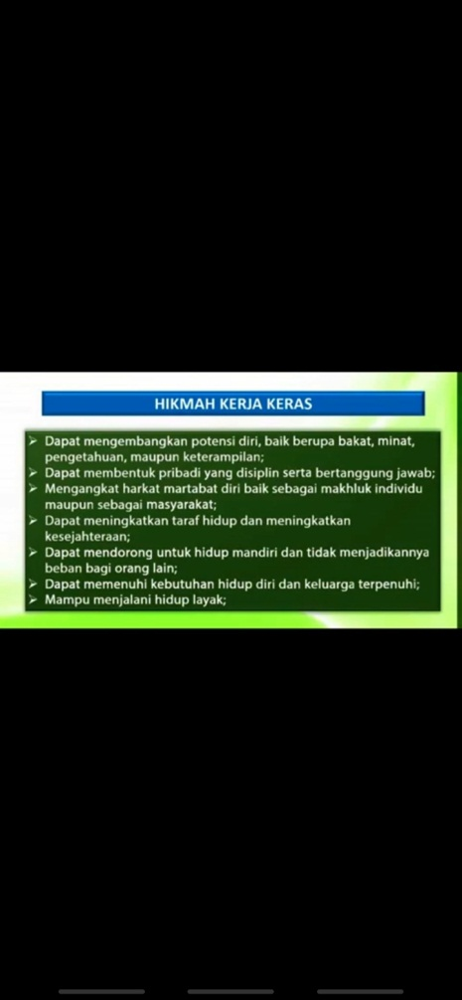 HIKMAH KERJA KERAS
➢ Dapat mengembangkan potensi diri, baik berupa bakat, minat,
pengetahuan, maupun keterampilan;
➢ Dapat membentuk pribadi yang disiplin serta bertanggung jawab;
➢ Mengangkat harkat martabat diri baik sebagai makhluk individu
maupun sebagai masyarakat;
➢ Dapat meningkatkan taraf hidup dan meningkatkan
kesejahteraan;
➢ Dapat mendorong untuk hidup mandiri dan tidak menjadikannya
beban bagi orang lain;
➢ Dapat memenuhi kebutuhan hidup diri dan keluarga terpenuhi;
➢ Mampu menjalani hidup layak;